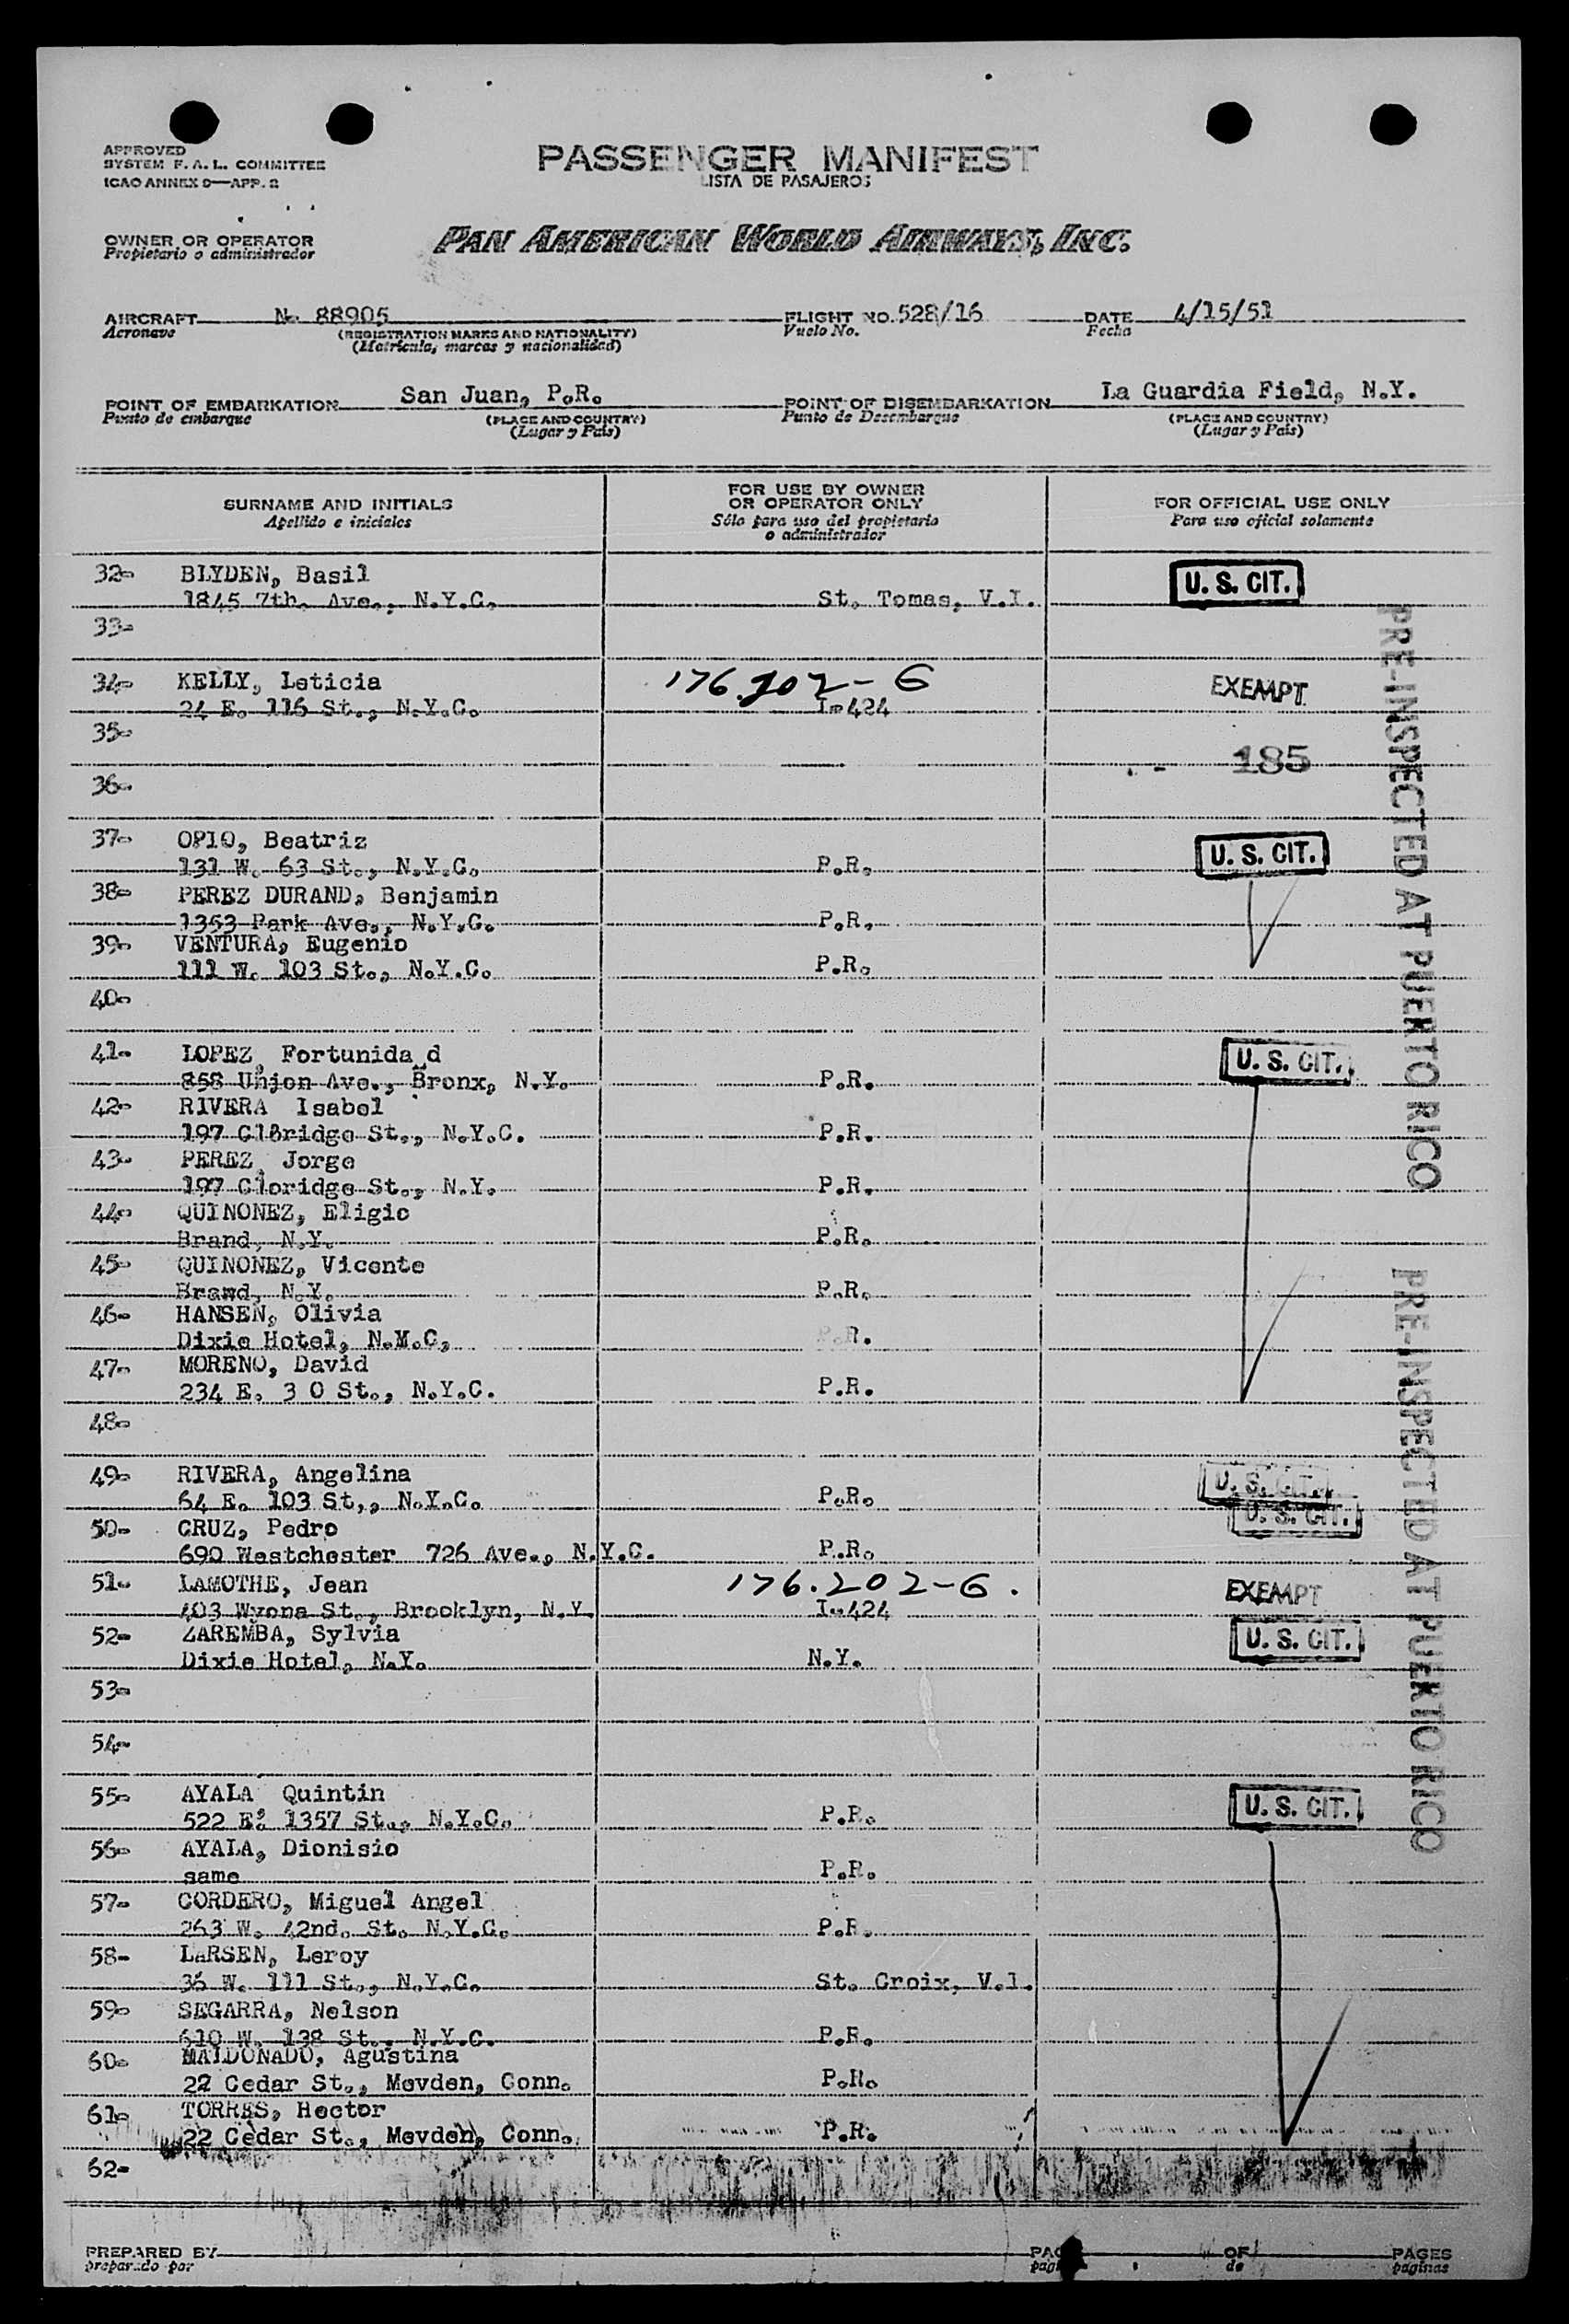 APPROVED
SYSTEM F. A. L. COMMITTEE
ICAO ANNEX 9—APP. 2
PASSENGER MANIFEST
LISTA DE PASAJEROS
OWNER OR OPERATOR
Propietario o administrador
PAN AMERICAN WORLD AIRWAYS, INC.
AIRCRAFT N- 88905
Aeronave
(REGISTRATION MARKS AND NATIONALITY)
(Matrícula, marcas y nacionalidad)
FLIGHT NO. 528/16
Vuelo No.
DATE 4/15/51
Fecha
POINT OF EMBARKATION San Juan, P.R.
Punto de embarque
(PLACE AND COUNTRY)
(Lugar y País)
POINT OF DISEMBARKATION La Guardia Field, N.Y.
Punto de Desembarque
(PLACE AND COUNTRY)
(Lugar y País)
SURNAME AND INITIALS
Apellido e iniciales
FOR USE BY OWNER
OR OPERATOR ONLY
Sólo para uso del propietario
o administrador
FOR OFFICIAL USE ONLY
Para uso oficial solamente
32- BLYDEN, Basil U. S. CIT.
1845 7th. Ave., N.Y.C. St. Tomas, V.I.
33-
34- KELLY, Leticia 176.202-G EXEMPT
24 E. 116 St., N.Y.C. I-424
35-
185
36-
37- OPIO, Beatriz U. S. CIT.
131 W. 63 St., N.Y.C. P.R.
38- PEREZ DURAND, Benjamin
1353 Park Ave., N.Y.C. P.R.
39- VENTURA, Eugenio
111 W. 103 St., N.Y.C. P.R.
40-
41- LOPEZ, Fortunida d U. S. CIT.
858 Union Ave., Bronx, N.Y. P.R.
42- RIVERA Isabel
197 St., N.Y.C. P.R.
43- PEREZ, Jorge
197 Cloridge St., N.Y. P.R.
44- QUINONEZ, Eligio
Brand, N.Y. P.R.
45- QUINONEZ, Vicente
Brand, N.Y. P.R.
46- HANSEN, Olivia
Dixie Hotel, N.Y.C, P.R.
47- MORENO, David
234 E. 3 0 St., N.Y.C. P.R.
48-
49- RIVERA, Angelina U. S. CIT.
64 E. 103 St,, N.Y.C. P.R.
U. S. CIT.
50- CRUZ, Pedro
690 Westchester 726 Ave., N.Y.C. P.R.
51- LAMOTHE, Jean 176.202-G. EXEMPT
403 Wyona St., Brooklyn, N.Y. I-424
52- ZAREMBA, Sylvia U. S. CIT.
Dixie Hotel, N.Y. N.Y.
53-
54-
55- AYALA Quintin U. S. CIT.
522 E. 1357 St., N.Y.C. P.R.
56- AYALA, Dionisio
same P.R.
57- CORDERO, Miguel Angel
263 W. 42nd. St. N.Y.C. P.R.
58- LaRSEN, Leroy
36 W. 111 St., N.Y.C. St. Croix, V.I.
59- SEGARRA, Nelson
610 W. 138 St., N.Y.C. P.R.
60- MALDONADO, Agustina
22 Cedar St., Mevden, Conn. P.R.
61- TORRES, Hector
22 Cedar St., Mevden, Conn. P.R.
62-
PRE-INSPECTED AT PUERTO RICO
PRE-INSPECTED AT PUERTO RICO
PREPARED BY
preparado por
PAGE OF PAGES
página de páginas